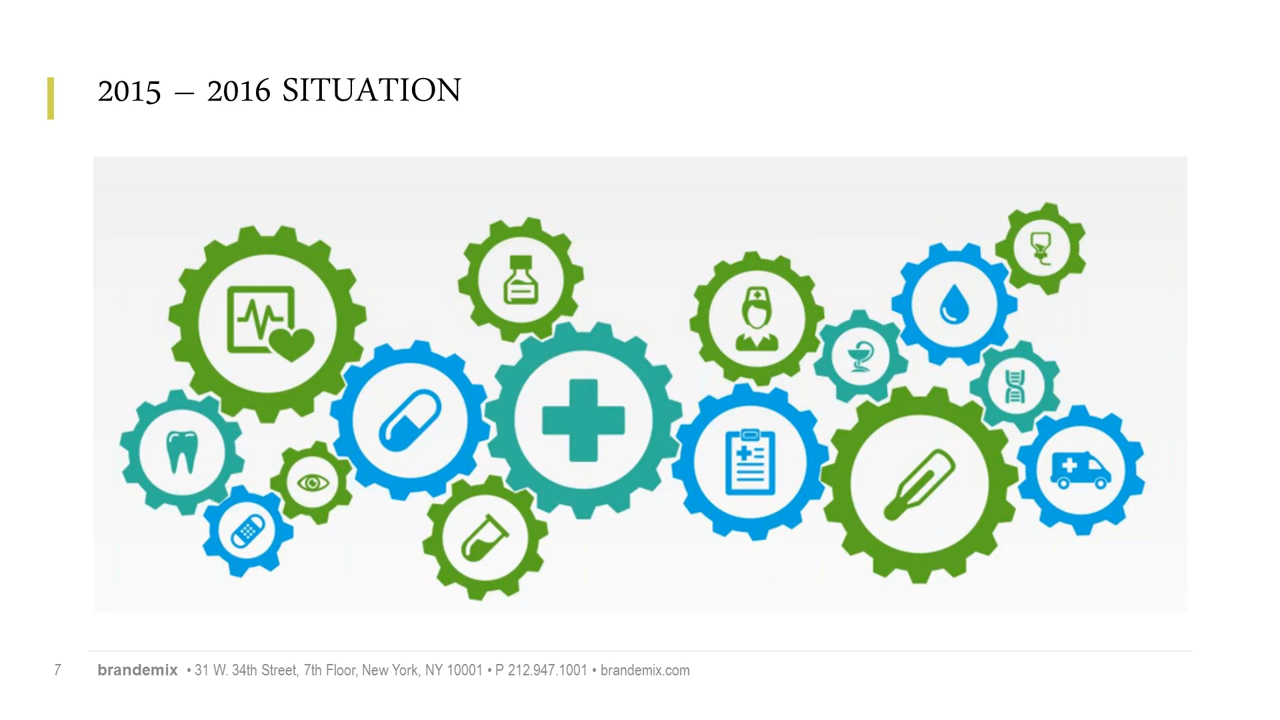 2015 – 2016 SITUATION
7 brandemix • 31 W. 34th Street, 7th Floor, New York, NY 10001 • P 212.947.1001 • brandemix.com